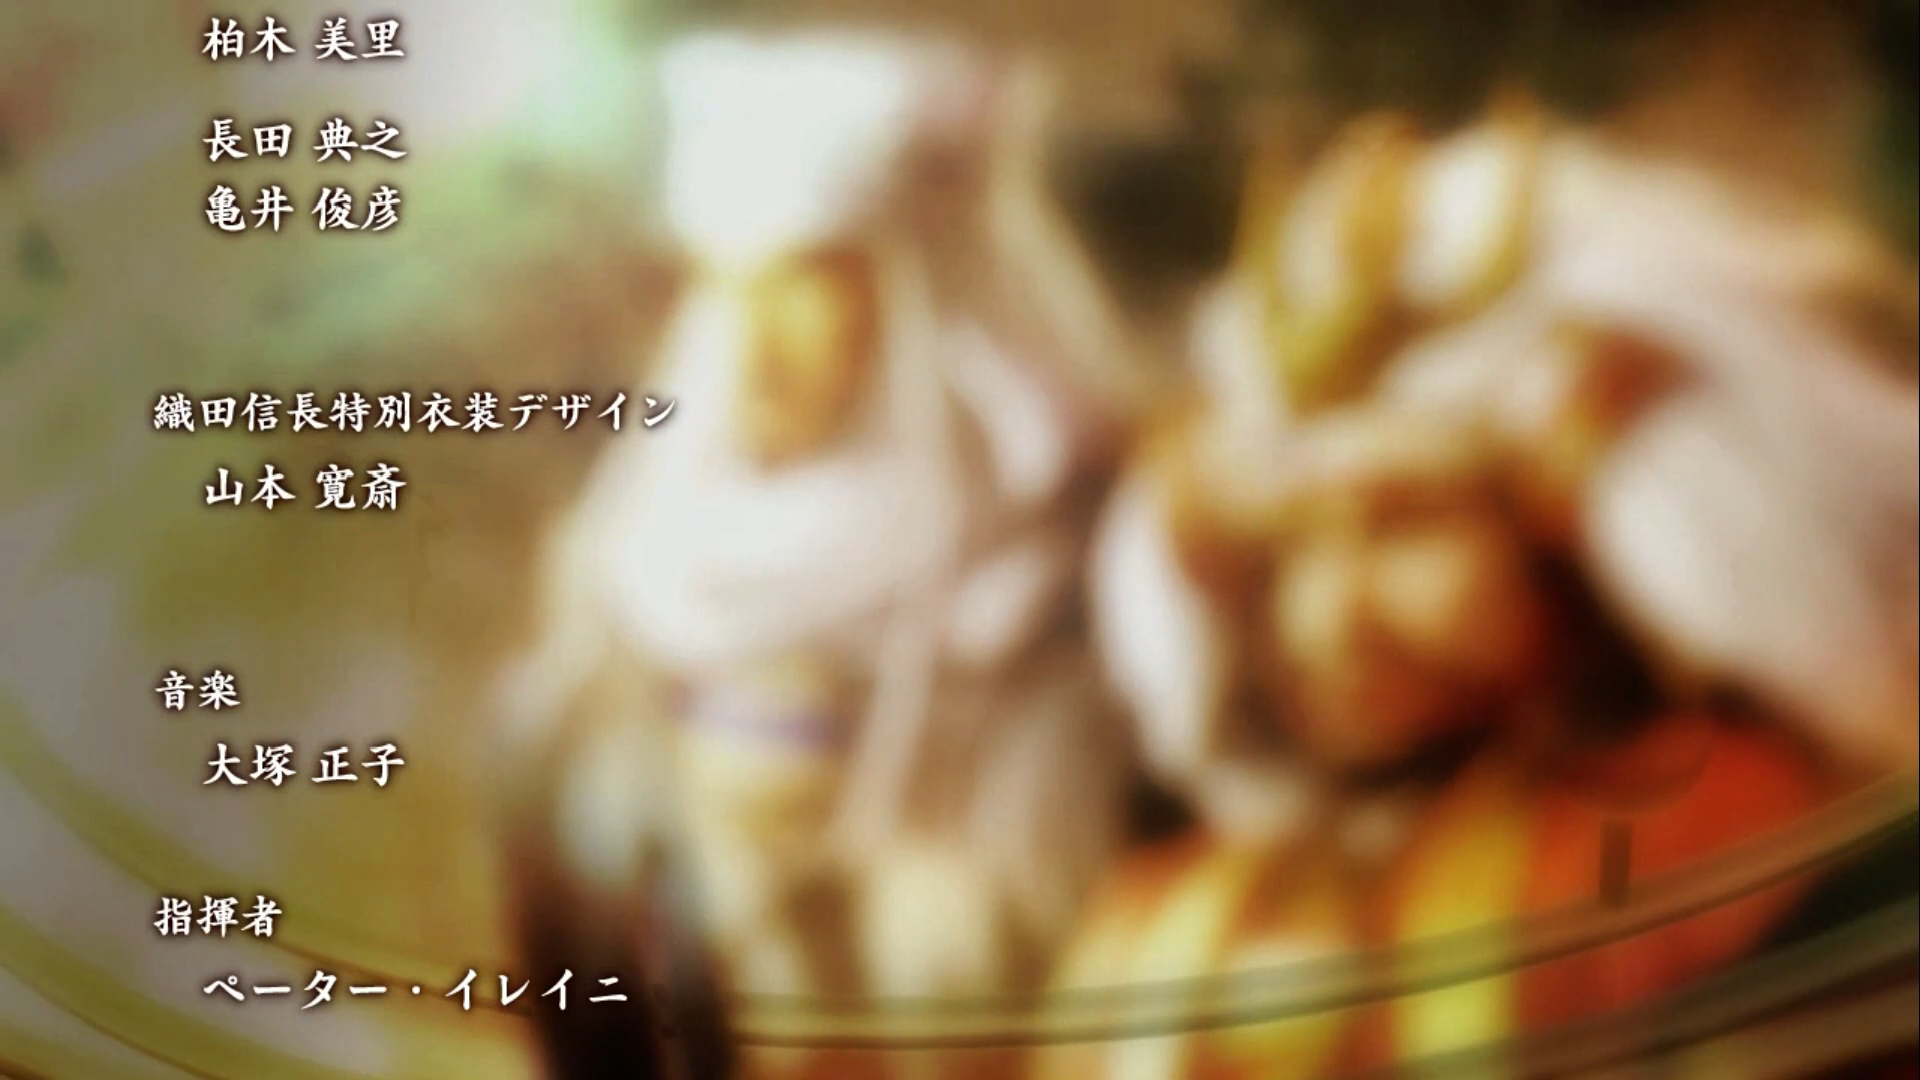 柏木 美里
長田 典之
亀井 俊彦
織田信長特別衣装デザイン
山本 寛斎
音楽
大塚 正子
指揮者
ペーター・イレイニ